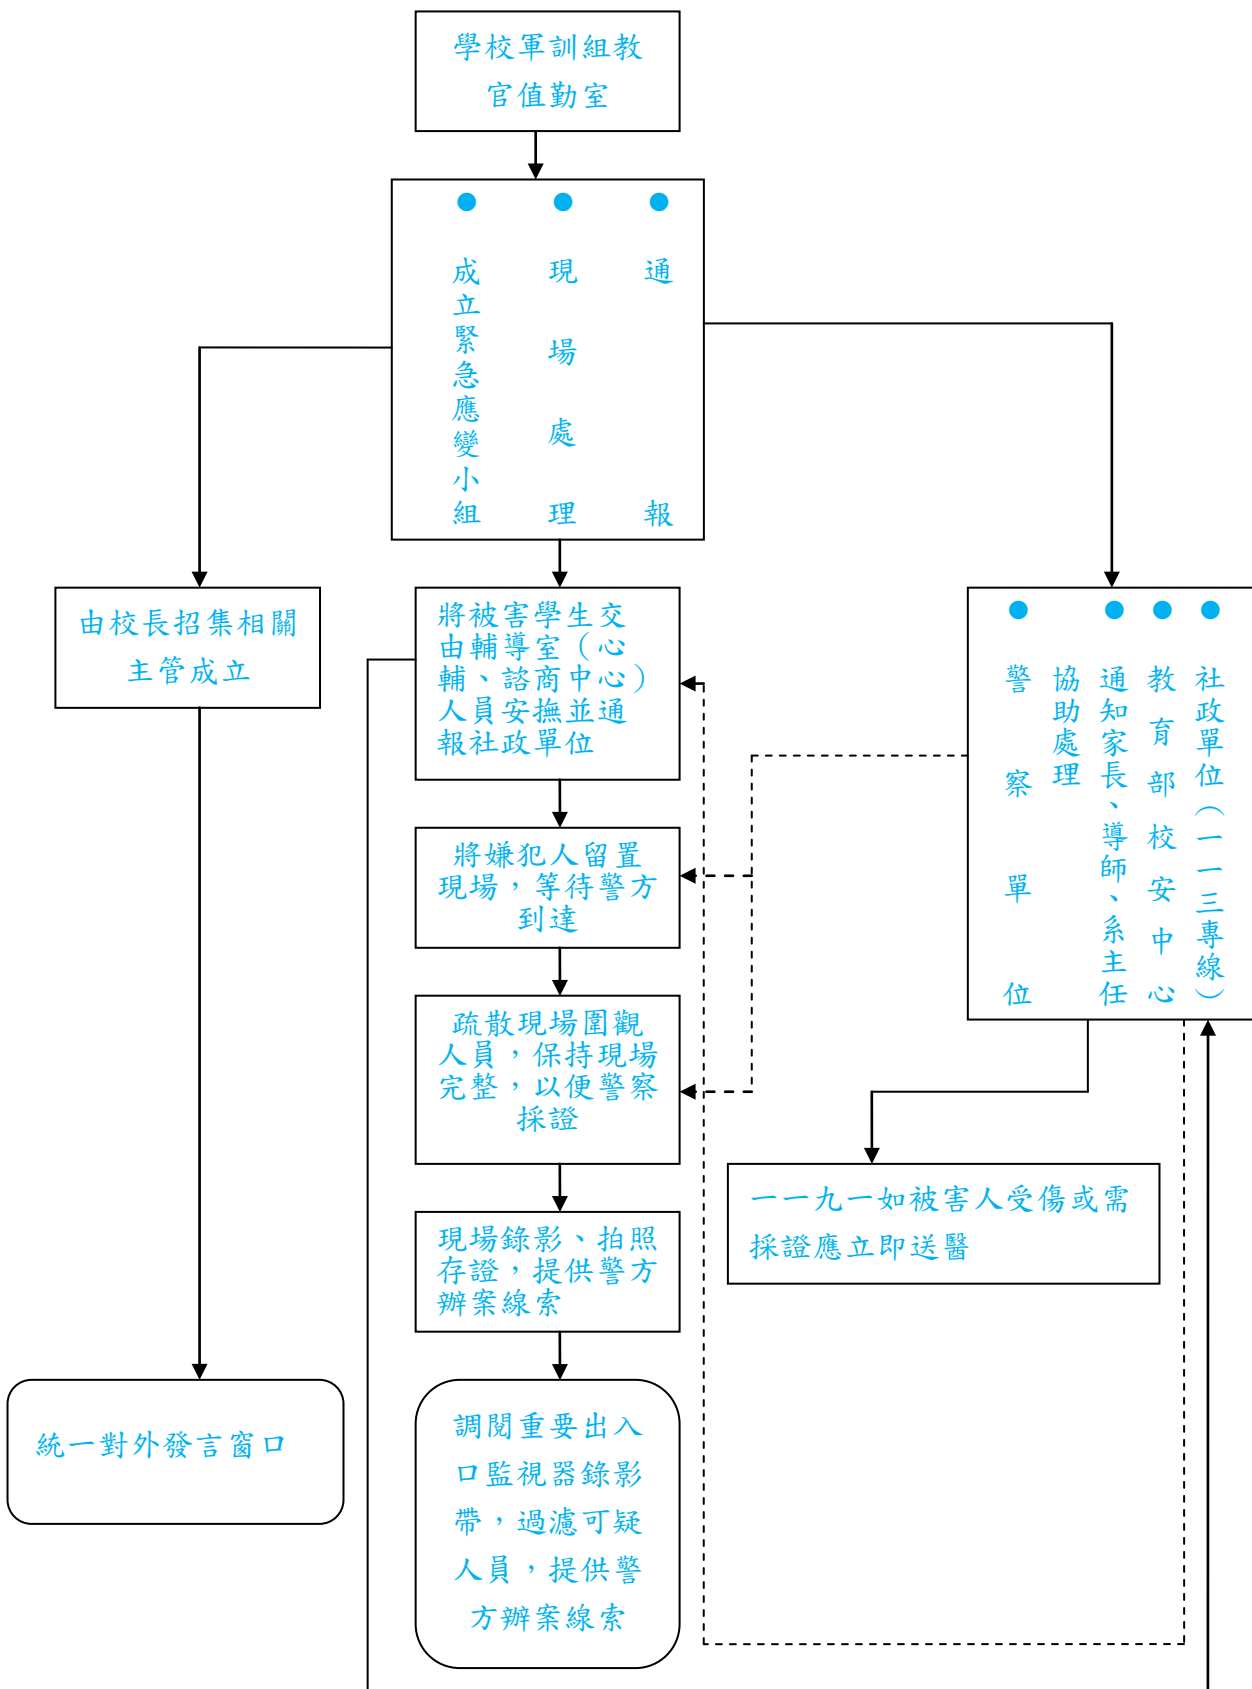 學校軍訓組教
官值勤室
● 通報
● 現場處理
● 成立緊急應變小組
由校長招集相關
主管成立
將被害學生交
由輔導室（心
輔、諮商中心）
人員安撫並通
報社政單位
● 社政單位（一一三專線）
● 教育部校安中心
● 通知家長、導師、系主任
協助處理
● 警察單位
將嫌犯人留置
現場，等待警方
到達
疏散現場圍觀
人員，保持現場
完整，以便警察
採證
一一九一如被害人受傷或需
採證應立即送醫
現場錄影、拍照
存證，提供警方
辦案線索
統一對外發言窗口
調閱重要出入
口監視器錄影
帶，過濾可疑
人員，提供警
方辦案線索